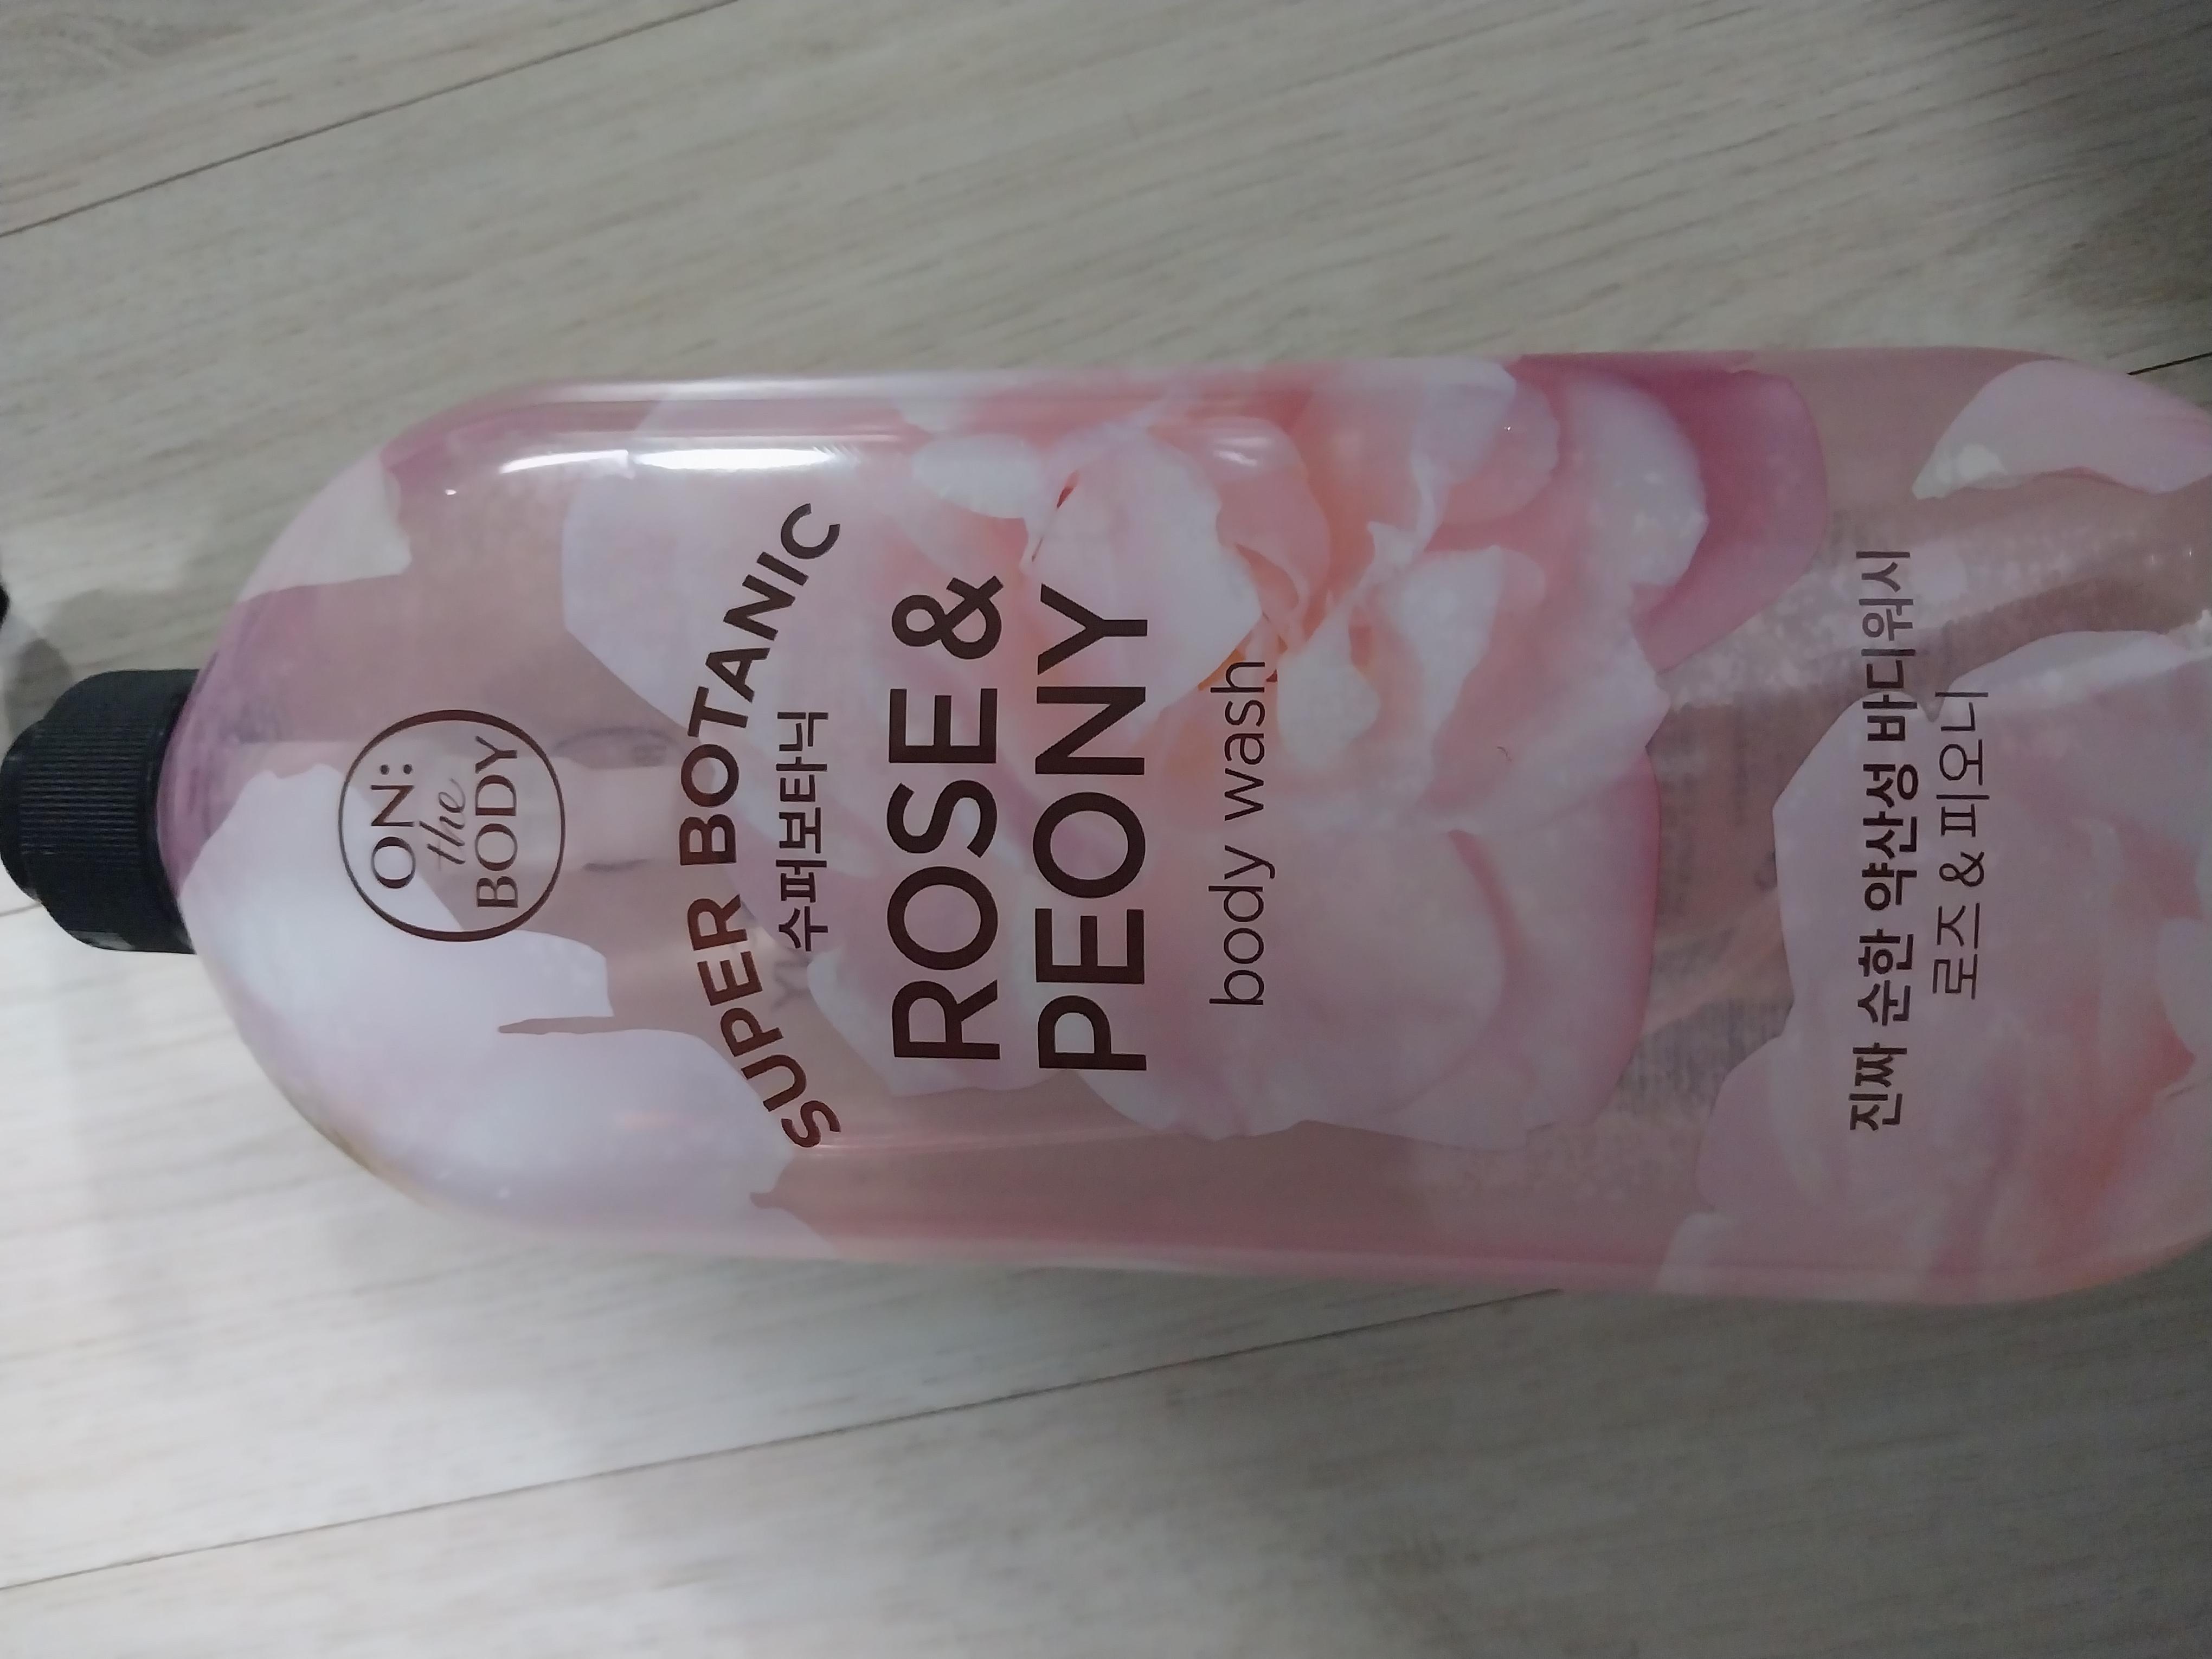 ON:
the
BODY
SUPER BOTANIC
수퍼보타닉
ROSE &
PEONY
body wash
진짜 순한 약산성 바디워시
로즈 & 피오니